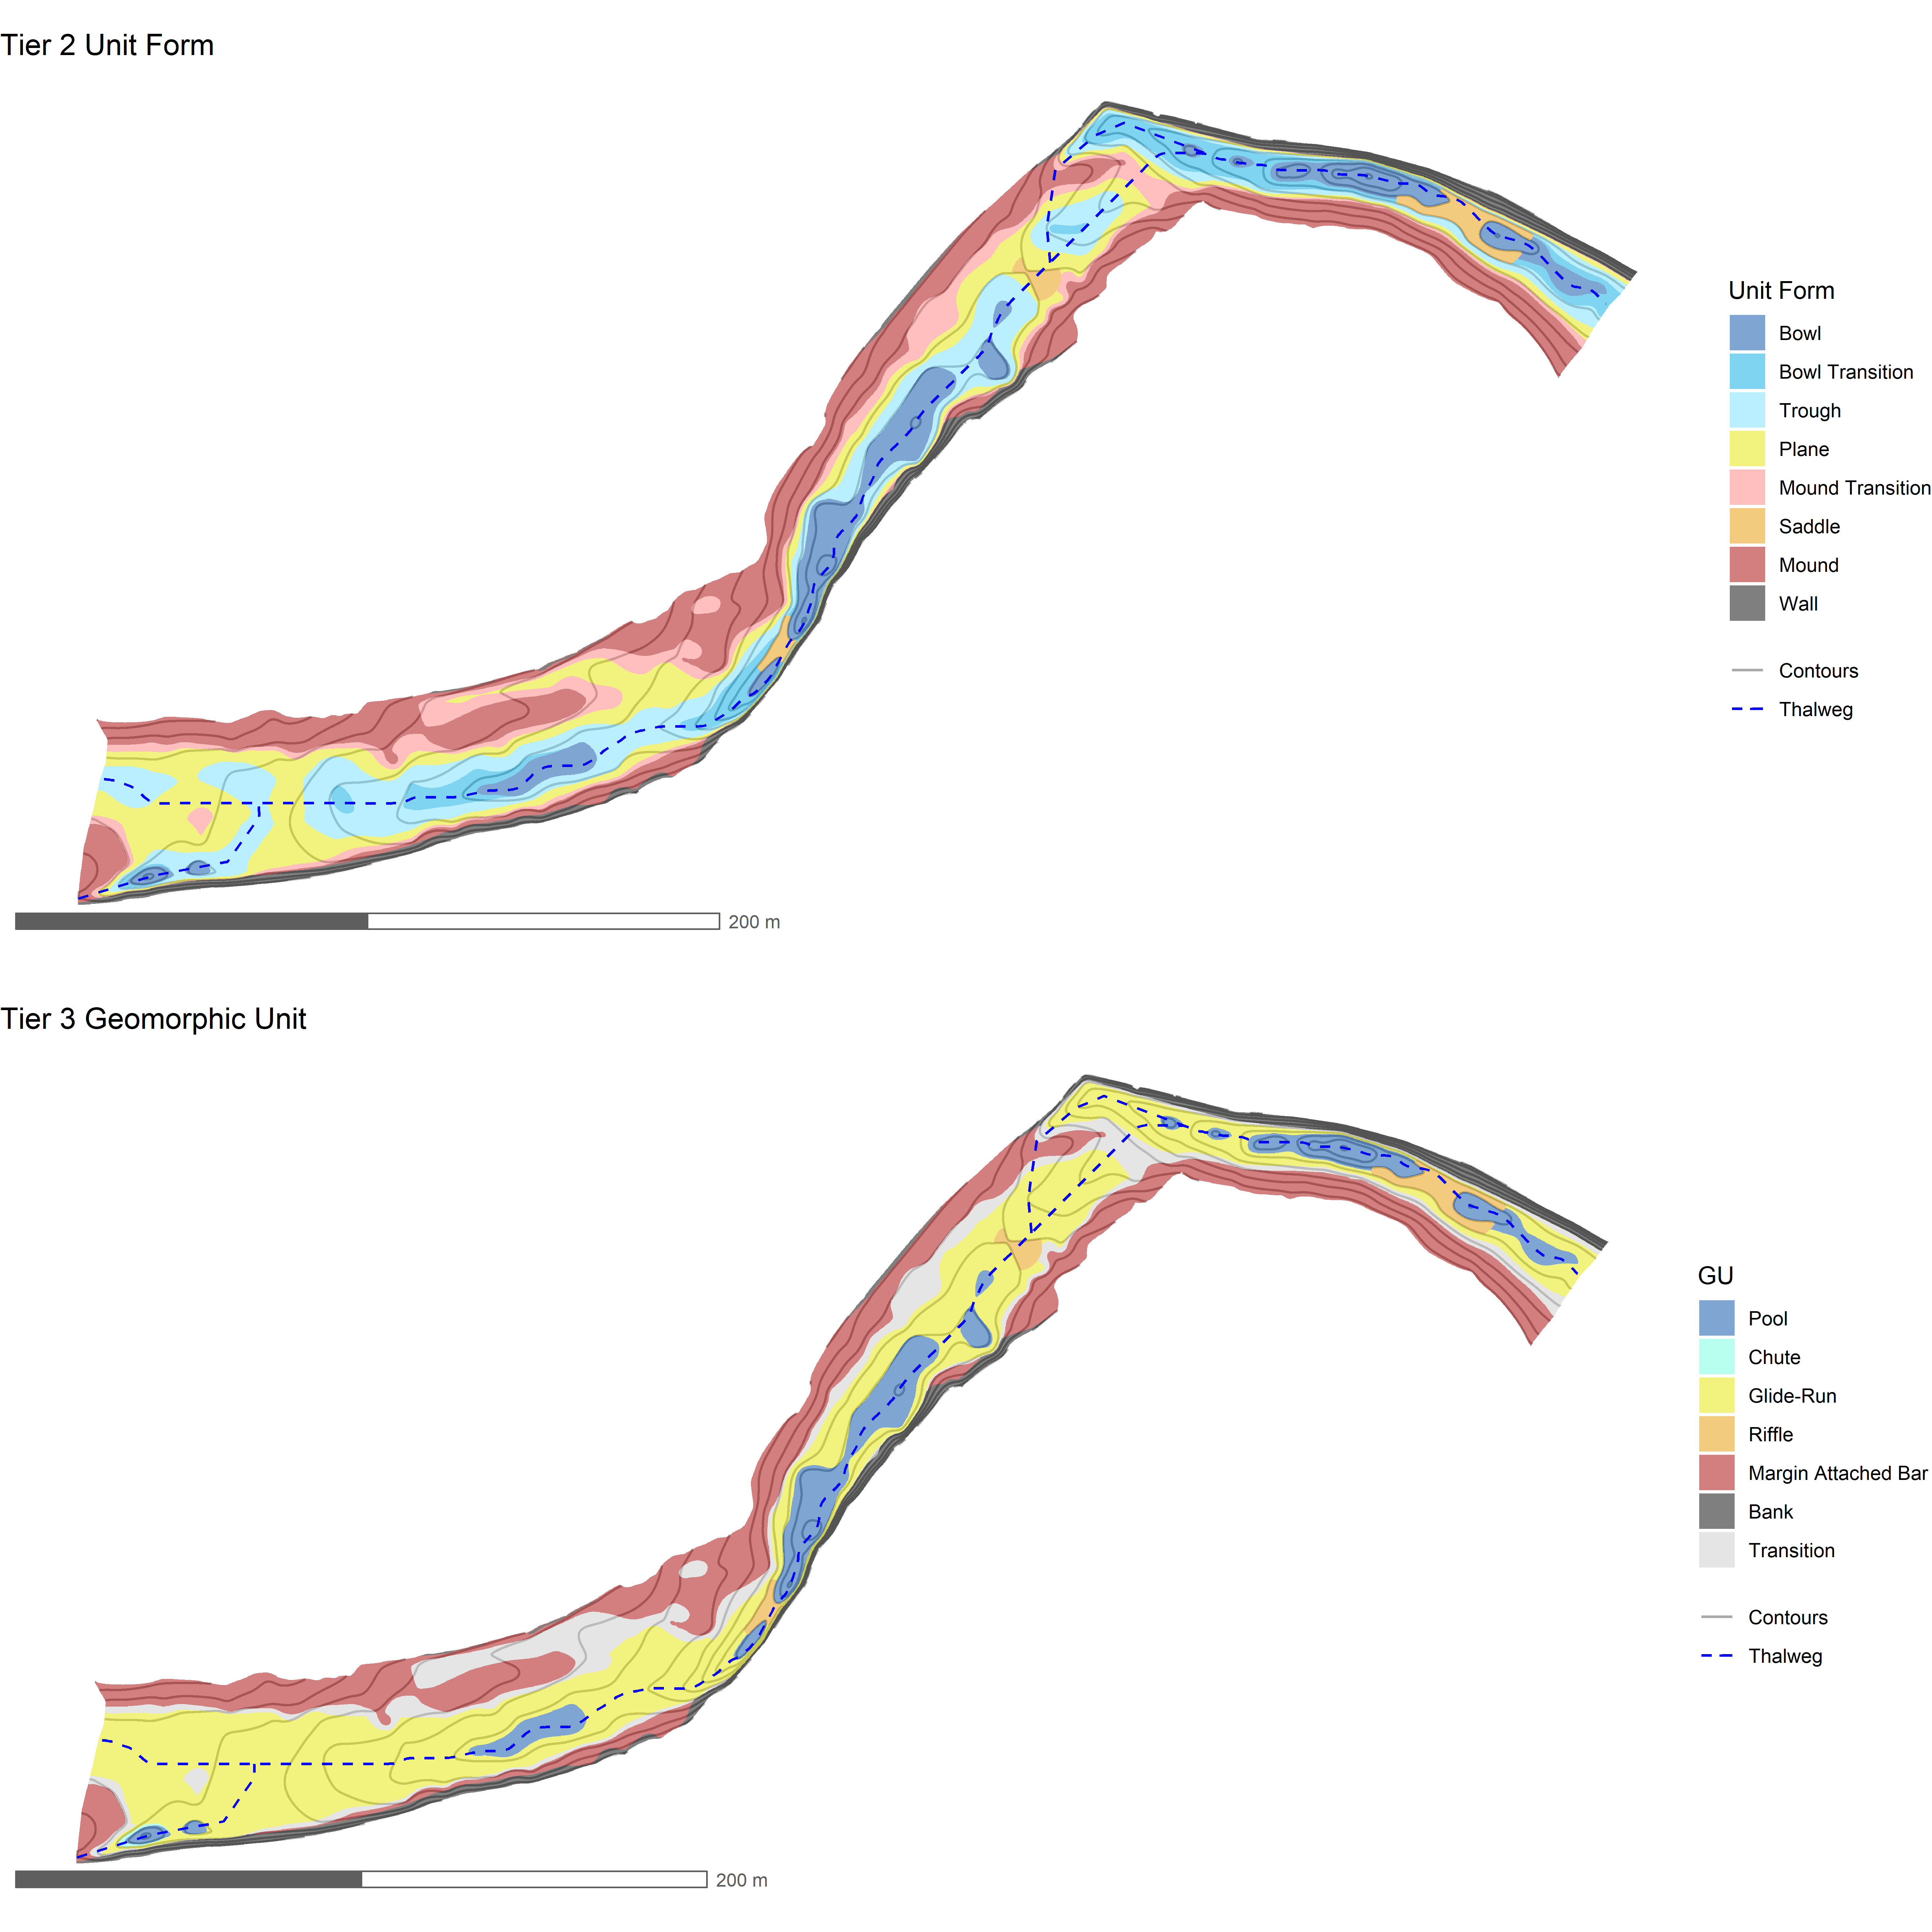 Tier 2 Unit Form
Unit Form
Bowl
Bowl Transition
Trough
Plane
Mound Transition
Saddle
Mound
Wall
Contours
Thalweg
200 m
Tier 3 Geomorphic Unit
GU
Pool
Chute
Glide-Run
Riffle
Margin Attached Bar
Bank
Transition
Contours
Thalweg
200 m